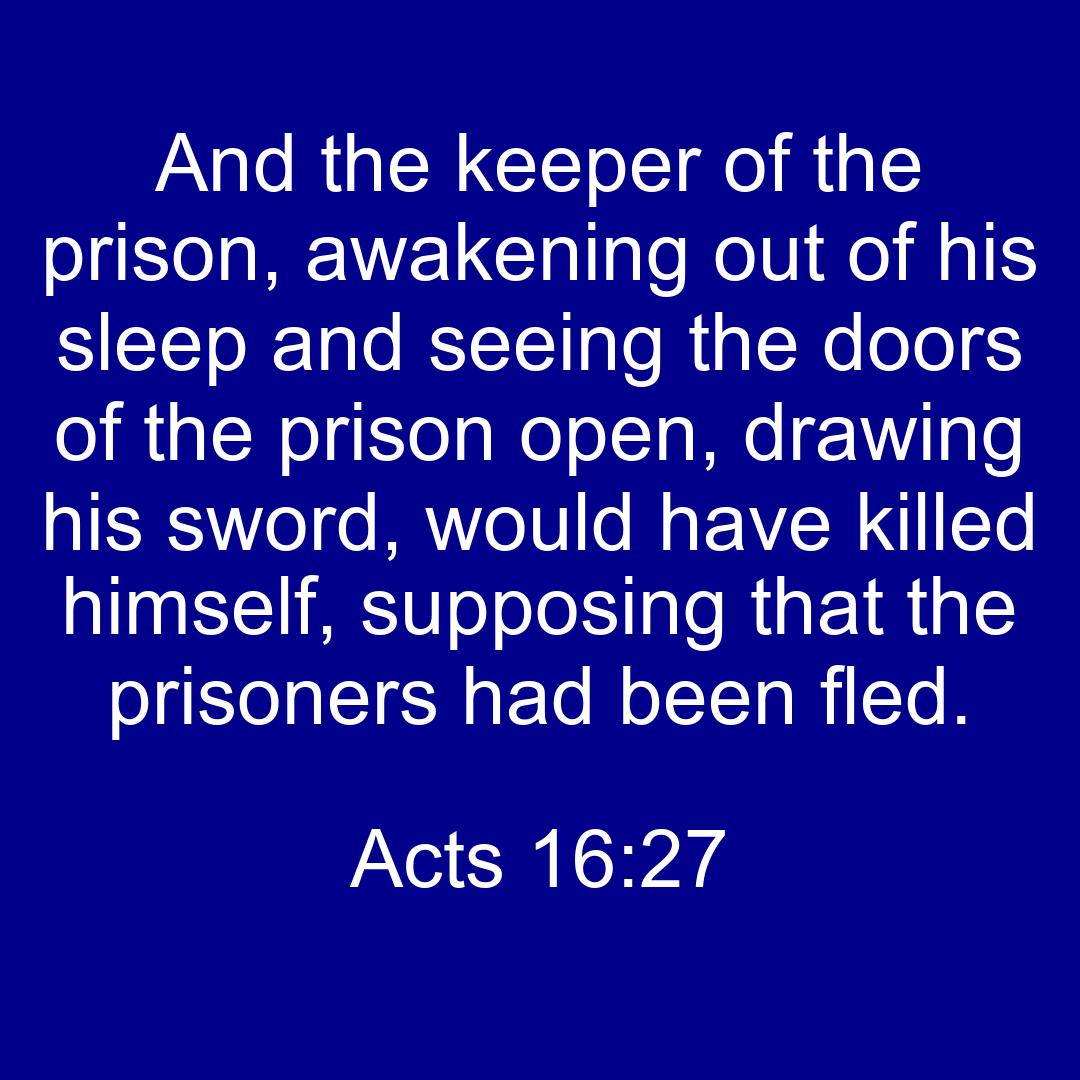 And the keeper of the
prison, awakening out of his
sleep and seeing the doors
of the prison open, drawing
his sword, would have killed
himself, supposing that the
prisoners had been fled.
Acts 16:27